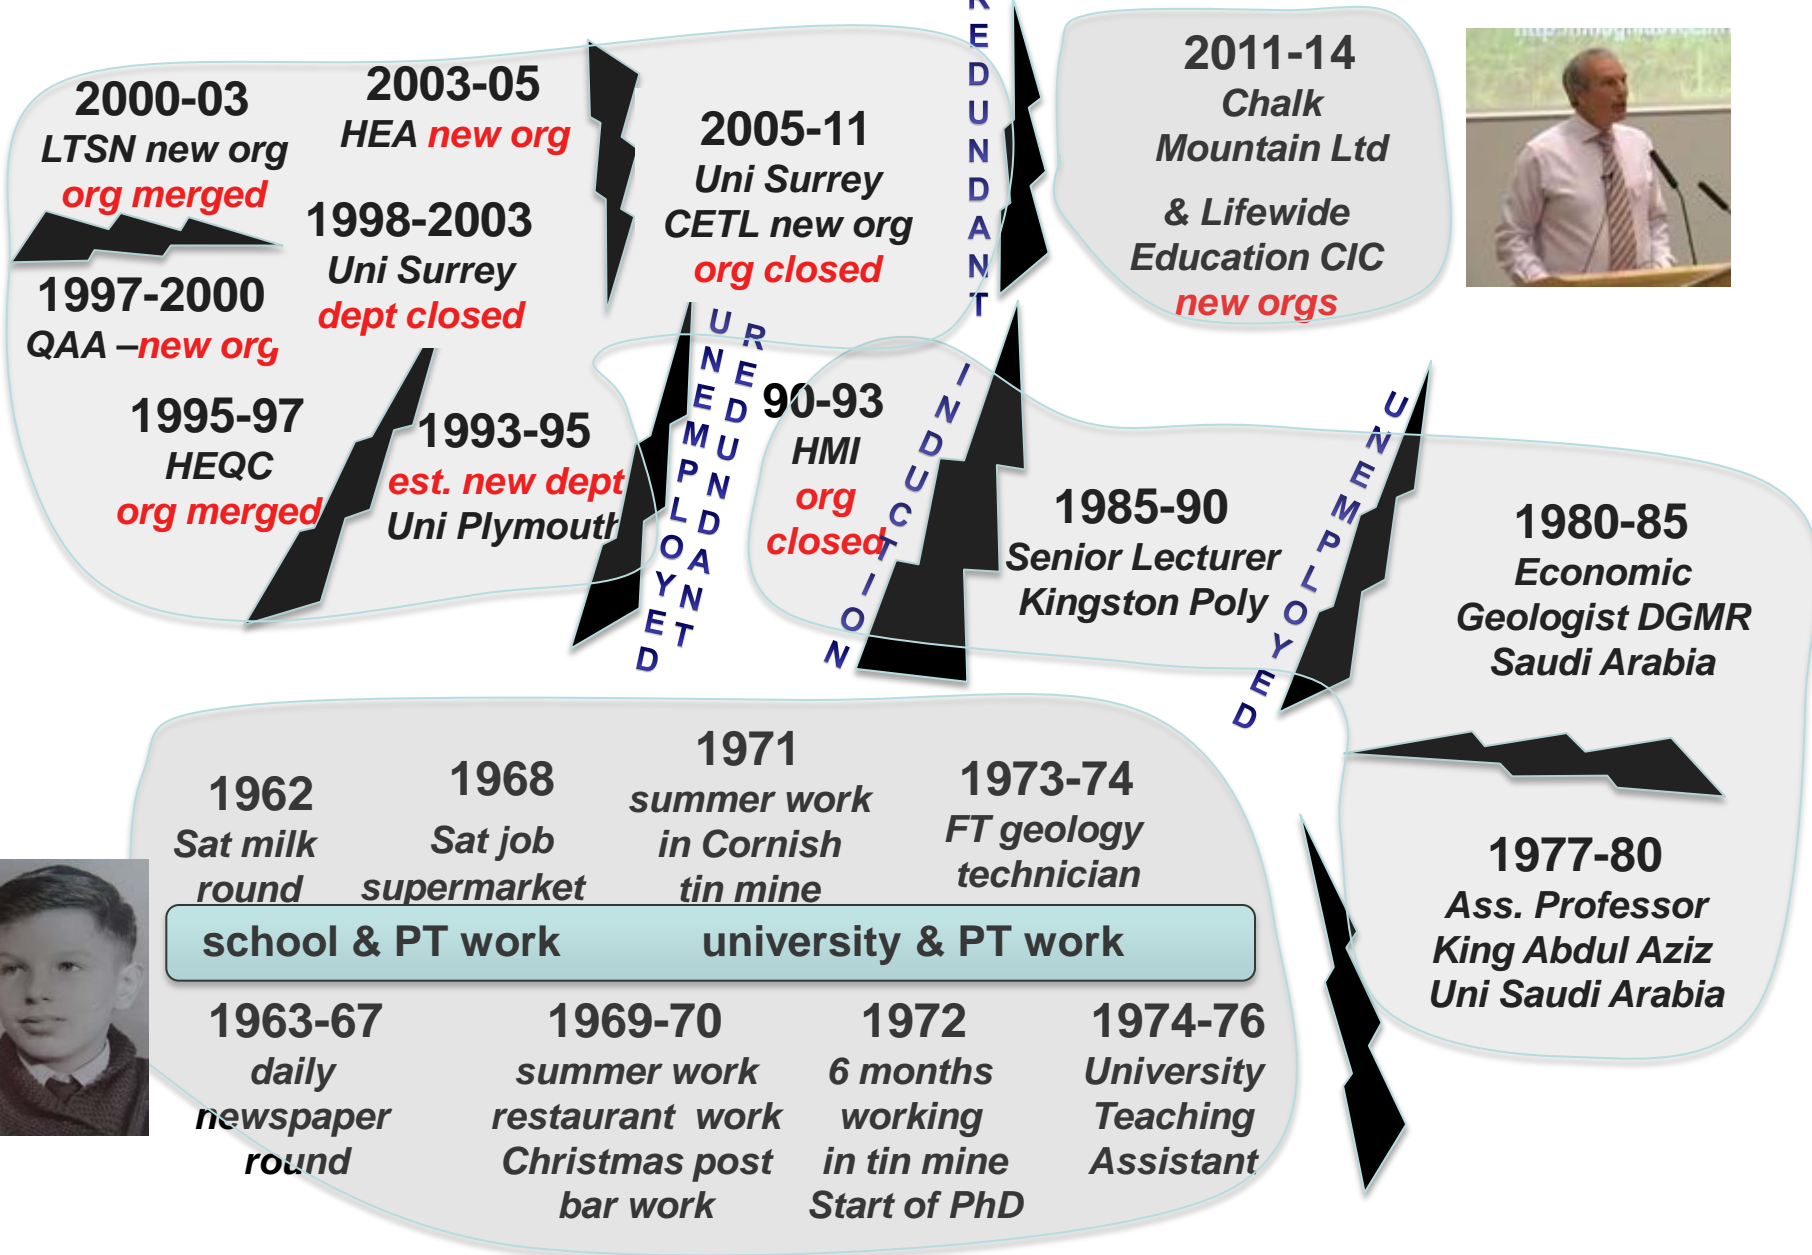 2000-03
LTSN new org
org merged
2003-05
HEA new org
1998-2003
Uni Surrey
dept closed
1997-2000
QAA –new org
1995-97
HEQC
org merged
1993-95
est. new dept
Uni Plymouth
2005-11
Uni Surrey
CETL new org
org closed
REDUNDANT
2011-14
Chalk
Mountain Ltd
& Lifewide
Education CIC
new orgs
UNEMPLOYED
REDUNDANT
90-93
HMI
org
closed
INDUCTION
1985-90
Senior Lecturer
Kingston Poly
UNEMPLOYED
1980-85
Economic
Geologist DGMR
Saudi Arabia
1977-80
Ass. Professor
King Abdul Aziz
Uni Saudi Arabia
1962
Sat milk
round
1968
Sat job
supermarket
1971
summer work
in Cornish
tin mine
1973-74
FT geology
technician
school & PT work
university & PT work
1963-67
daily
newspaper
round
1969-70
summer work
restaurant work
Christmas post
bar work
1972
6 months
working
in tin mine
Start of PhD
1974-76
University
Teaching
Assistant